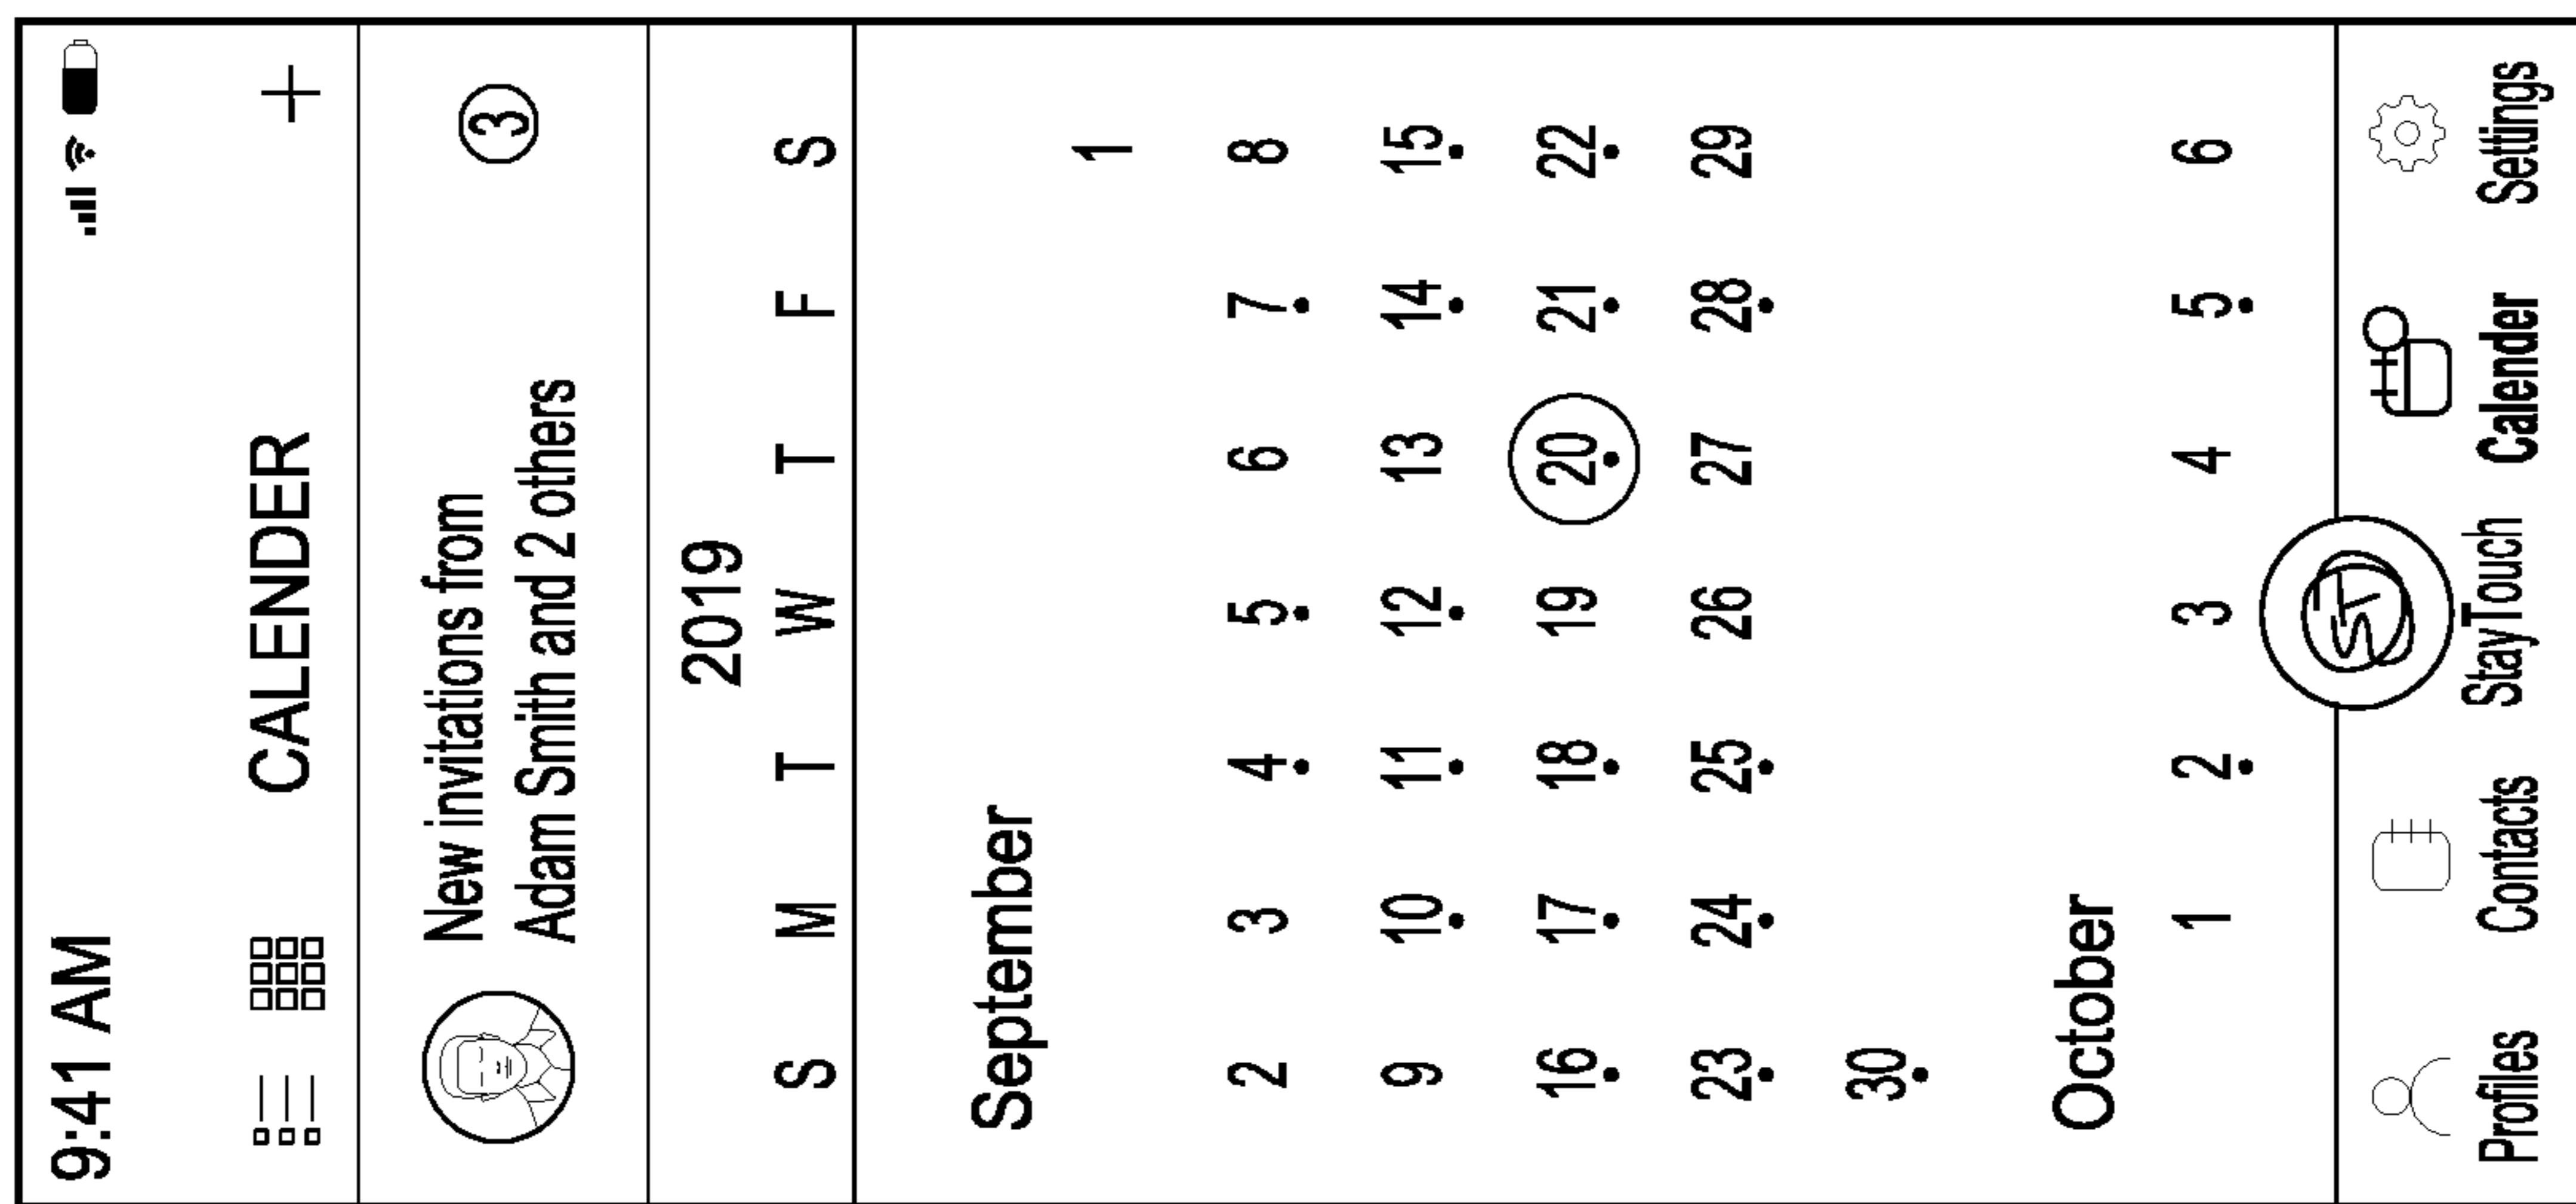 9:41 AM
CALENDER
New invitations from
Adam Smith and 2 others
3
2019
S M T W T F S
September
1
2 3 4 5 6 7 8
9 10 11 12 13 14 15
16 17 18 19 20 21 22
23 24 25 26 27 28 29
30
October
1 2 3 4 5 6
ST
Profiles Contacts StayTouch Calender Settings